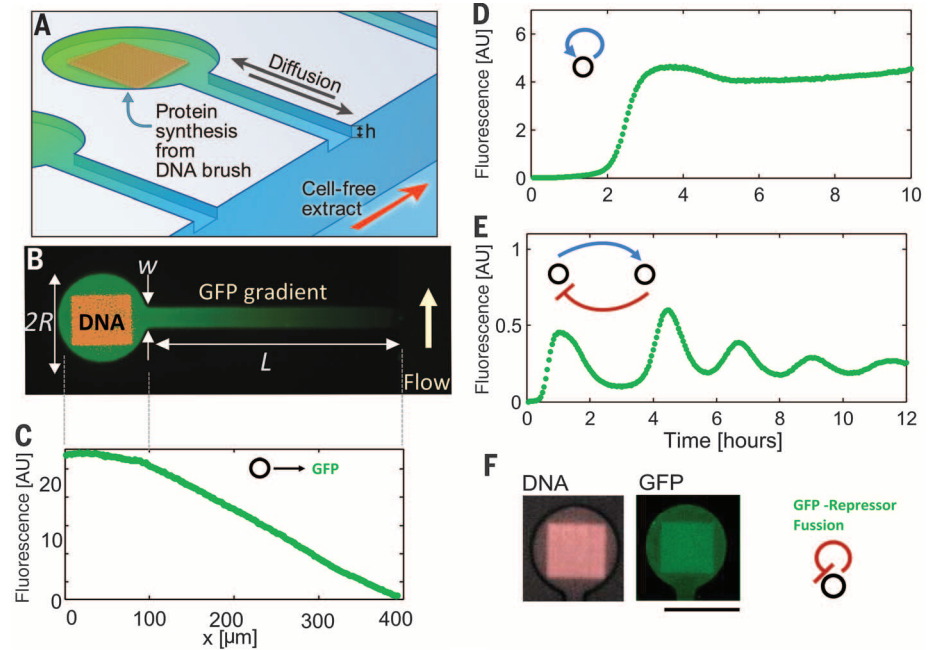 A
Diffusion
Protein
synthesis
from
DNA brush
h
Cell-free
extract
B
2R
DNA
w
GFP gradient
L
Flow
C
Fluorescence [AU]
20
10
0
GFP
0
100
200
300
400
x [µm]
D
Fluorescence [AU]
6
4
2
0
0
2
4
6
8
10
E
Fluorescence [AU]
1
0.5
0
0
2
4
6
8
10
12
Time [hours]
F
DNA
GFP
GFP -Repressor
Fussion